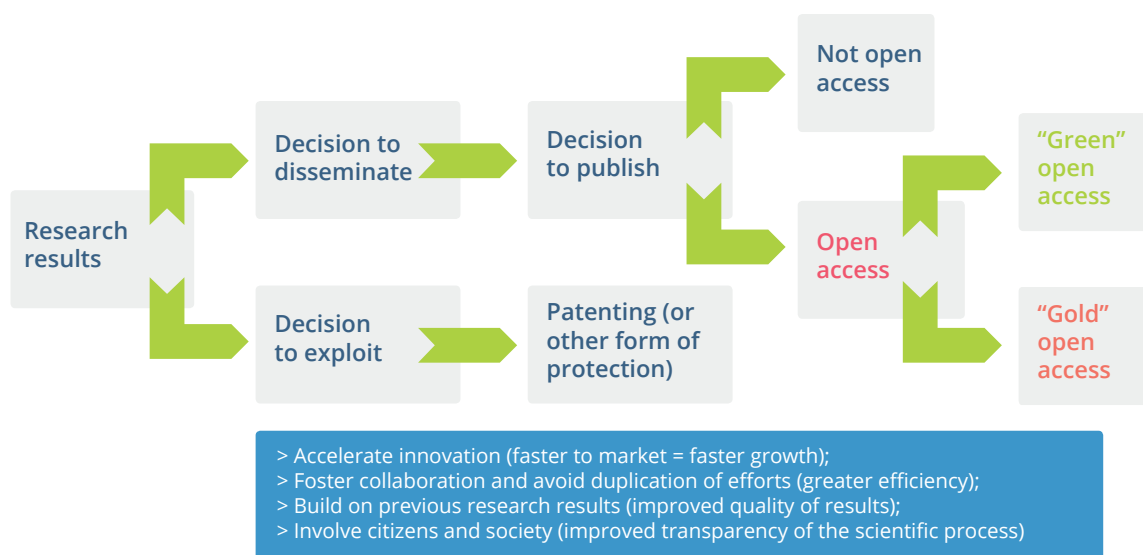 Research
results
Decision to
disseminate
Decision
to publish
Not open
access
Open
access
“Green”
open
access
“Gold”
open
access
Decision
to exploit
Patenting (or
other form of
protection)
> Accelerate innovation (faster to market = faster growth);
> Foster collaboration and avoid duplication of efforts (greater efficiency);
> Build on previous research results (improved quality of results);
> Involve citizens and society (improved transparency of the scientific process)